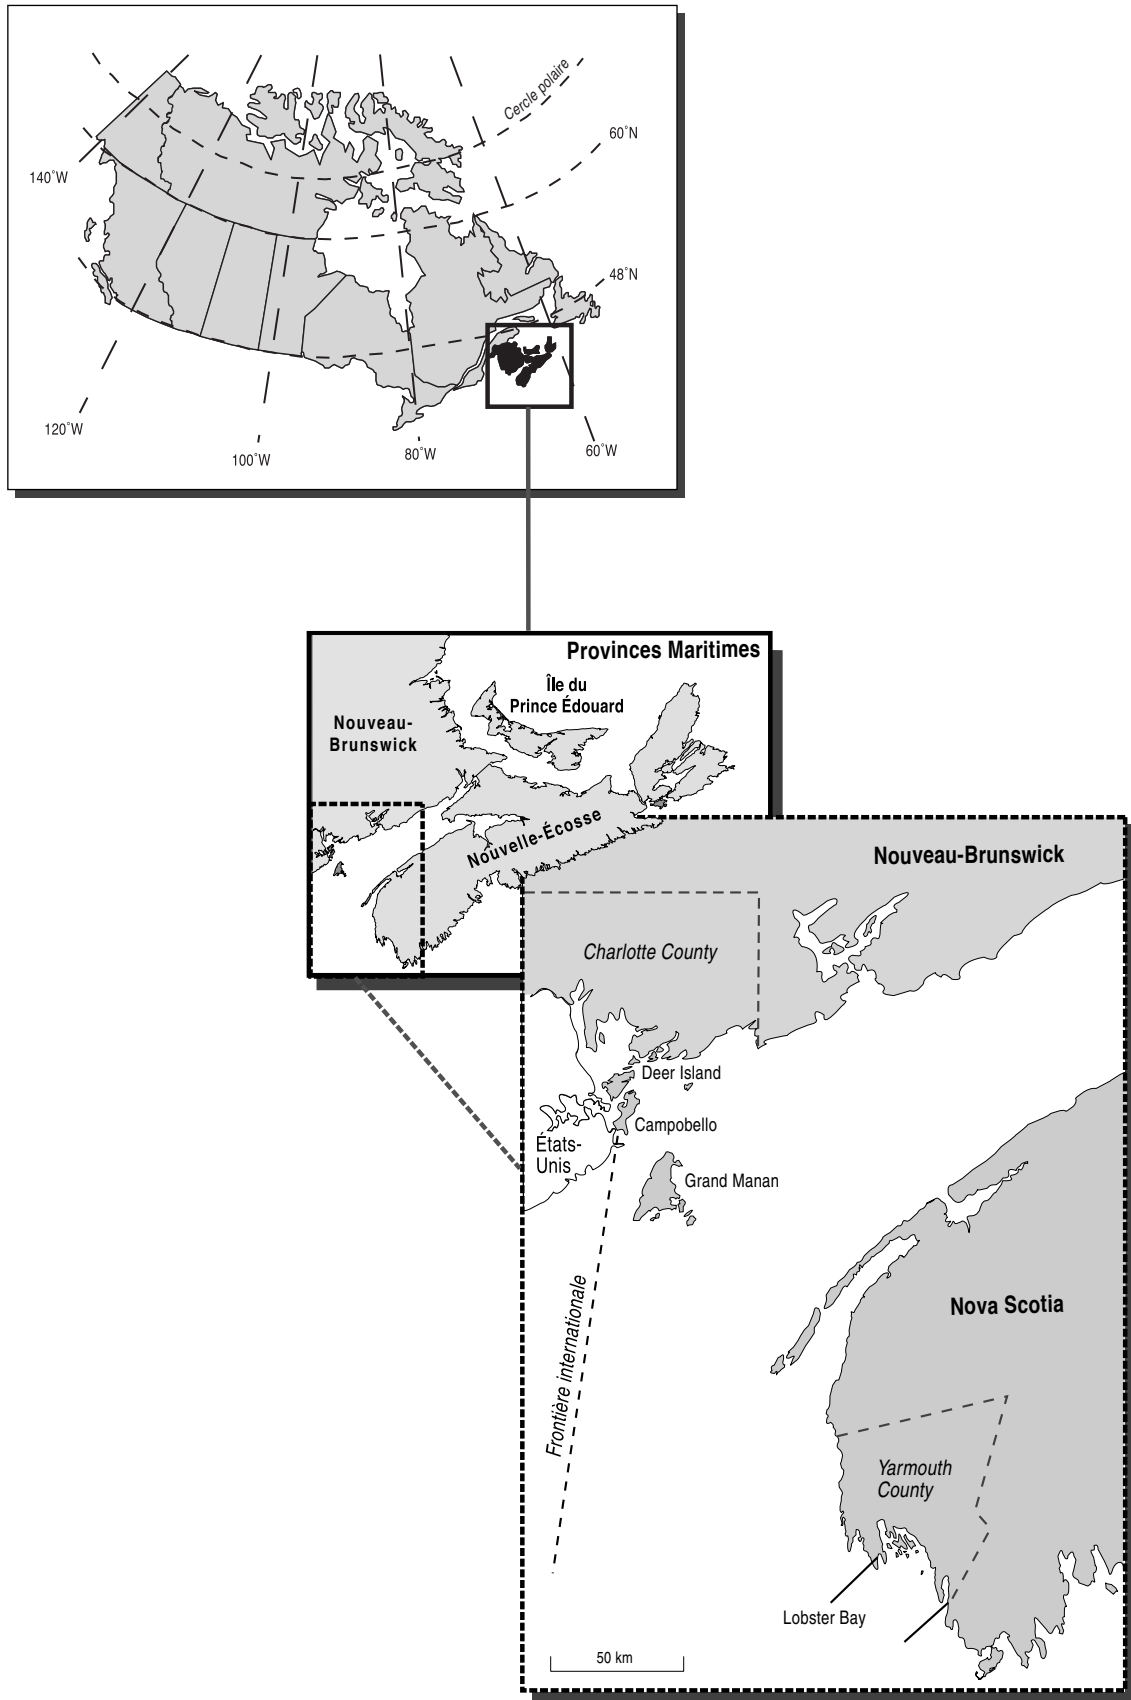 Cercle polaire
60˚N
140˚W
48˚N
120˚W
100˚W
80˚W
60˚W
Provinces Maritimes
Île du
Prince Édouard
Nouveau-
Brunswick
Nouvelle-Écosse
Nouveau-Brunswick
Charlotte County
Deer Island
Campobello
États-
Unis
Grand Manan
Frontière internationale
Nova Scotia
Yarmouth
County
Lobster Bay
50 km